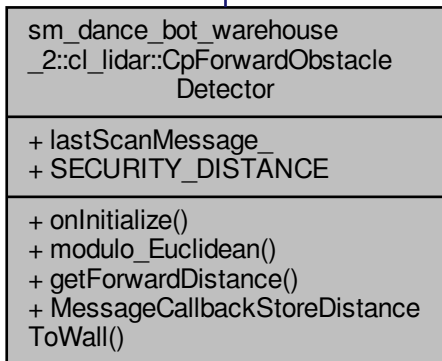 sm_dance_bot_warehouse
_2::cl_lidar::CpForwardObstacle
Detector
+ lastScanMessage_
+ SECURITY_DISTANCE
+ onInitialize()
+ modulo_Euclidean()
+ getForwardDistance()
+ MessageCallbackStoreDistance
ToWall()